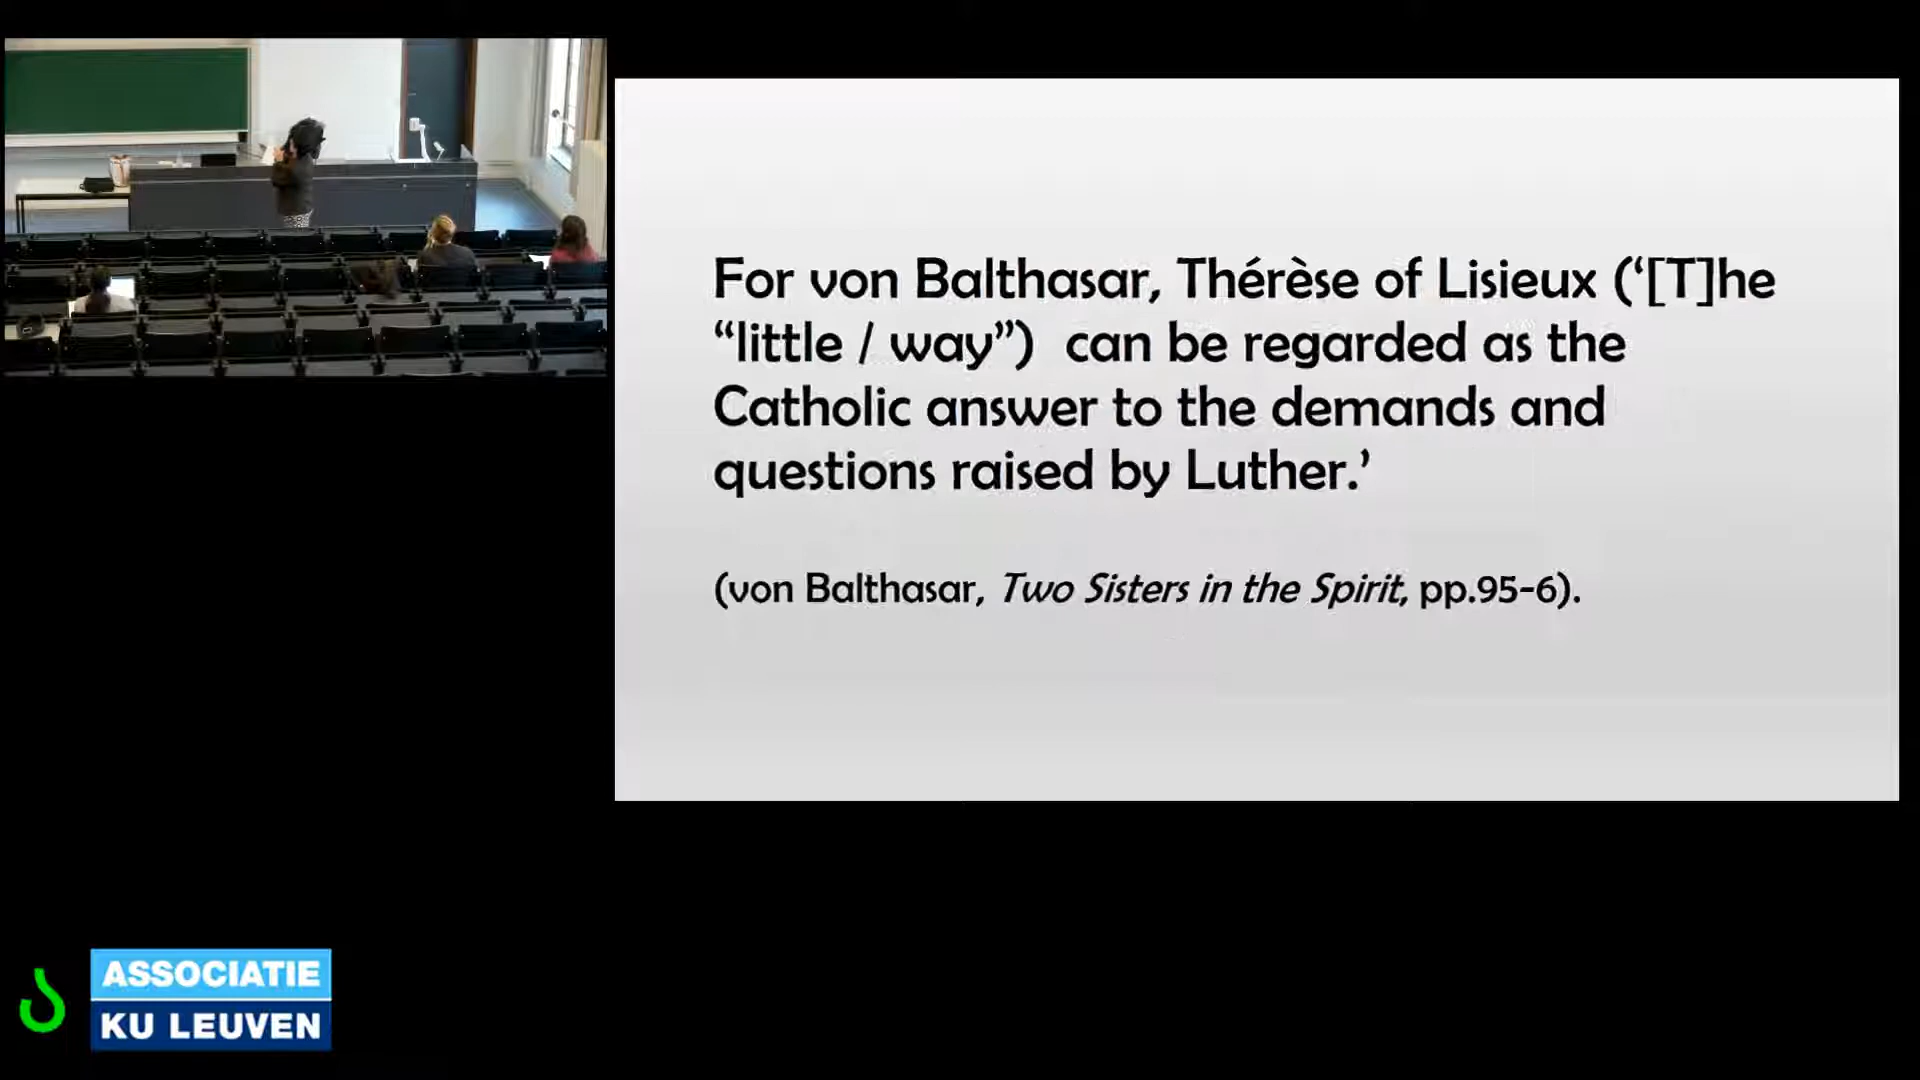 For von Balthasar, Thérèse of Lisieux (‘[T]he
“little / way”)  can be regarded as the
Catholic answer to the demands and
questions raised by Luther.’
(von Balthasar, Two Sisters in the Spirit, pp.95-6).
ASSOCIATIE
KU LEUVEN